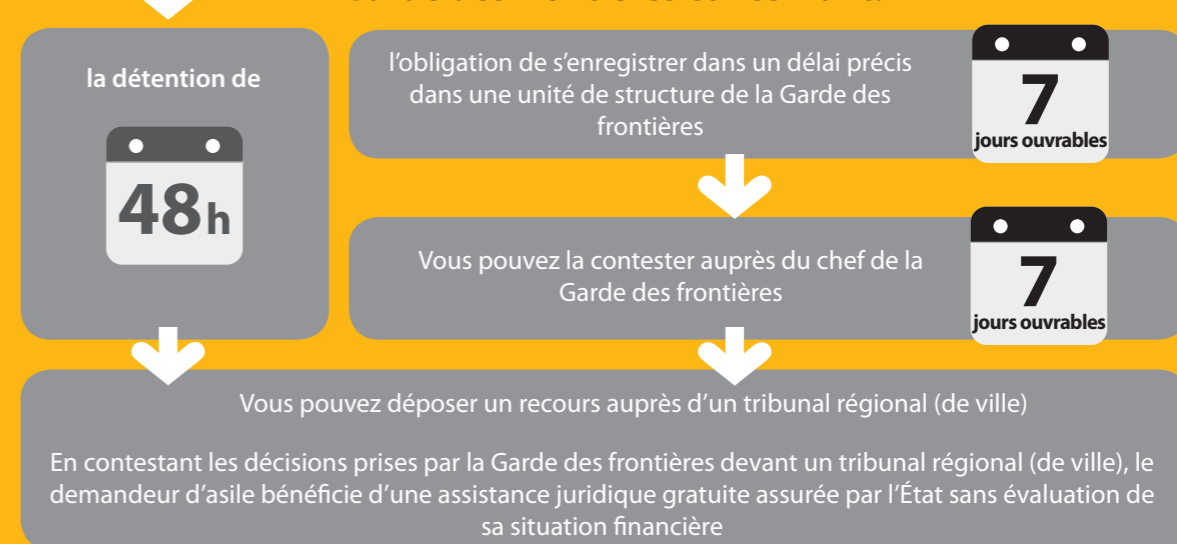 la détention de
48h
l'obligation de s'enregistrer dans un délai précis
dans une unité de structure de la Garde des
frontières
7
jours ouvrables
Vous pouvez la contester auprès du chef de la
Garde des frontières
7
jours ouvrables
Vous pouvez déposer un recours auprès d'un tribunal régional (de ville)
En contestant les décisions prises par la Garde des frontières devant un tribunal régional (de ville), le
demandeur d'asile bénéficie d'une assistance juridique gratuite assurée par l'État sans évaluation de
sa situation financière